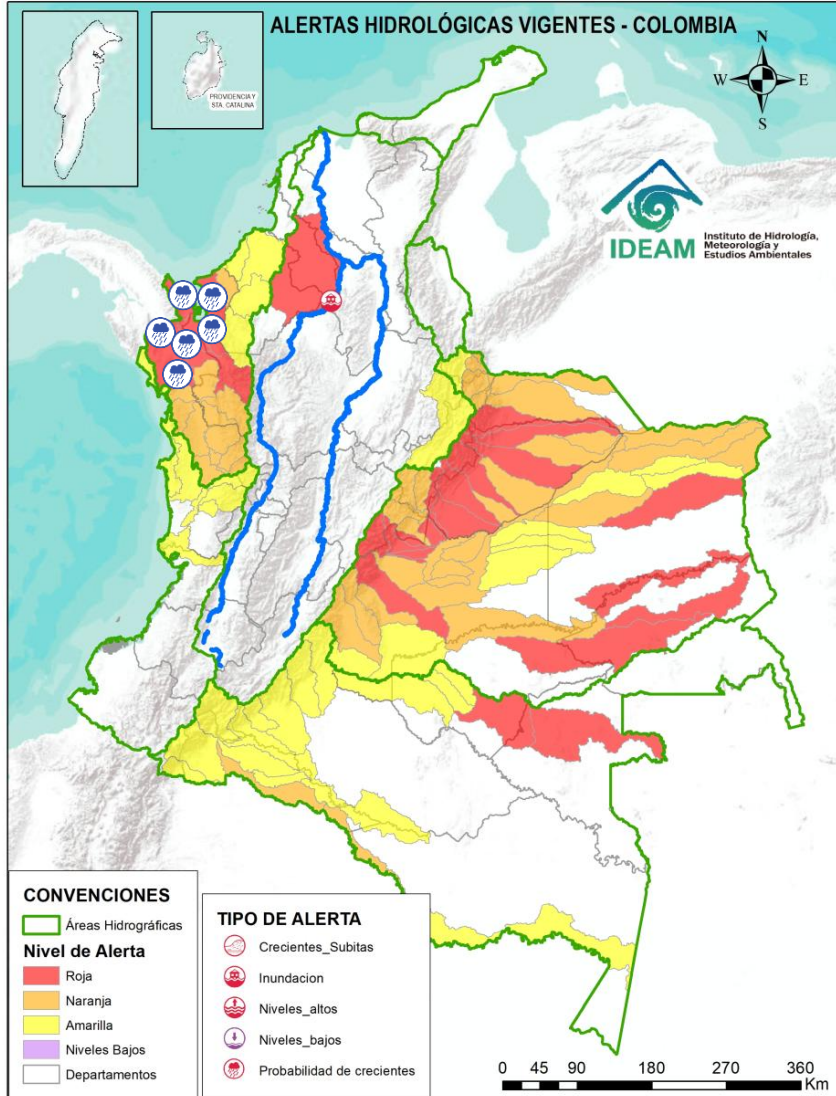 ALERTAS HIDROLÓGICAS VIGENTES - COLOMBIA
PROVIDENCIA Y
STA. CATALINA
N
W
E
S
IDEAM
Instituto de Hidrología,
Meteorología y
Estudios Ambientales
CONVENCIONES
Áreas Hidrográficas
Nivel de Alerta
Roja
Naranja
Amarilla
Niveles Bajos
Departamentos
TIPO DE ALERTA
Crecientes_Subitas
Inundacion
Niveles_altos
Niveles_bajos
Probabilidad de crecientes
0 45 90 180 270 360
Km